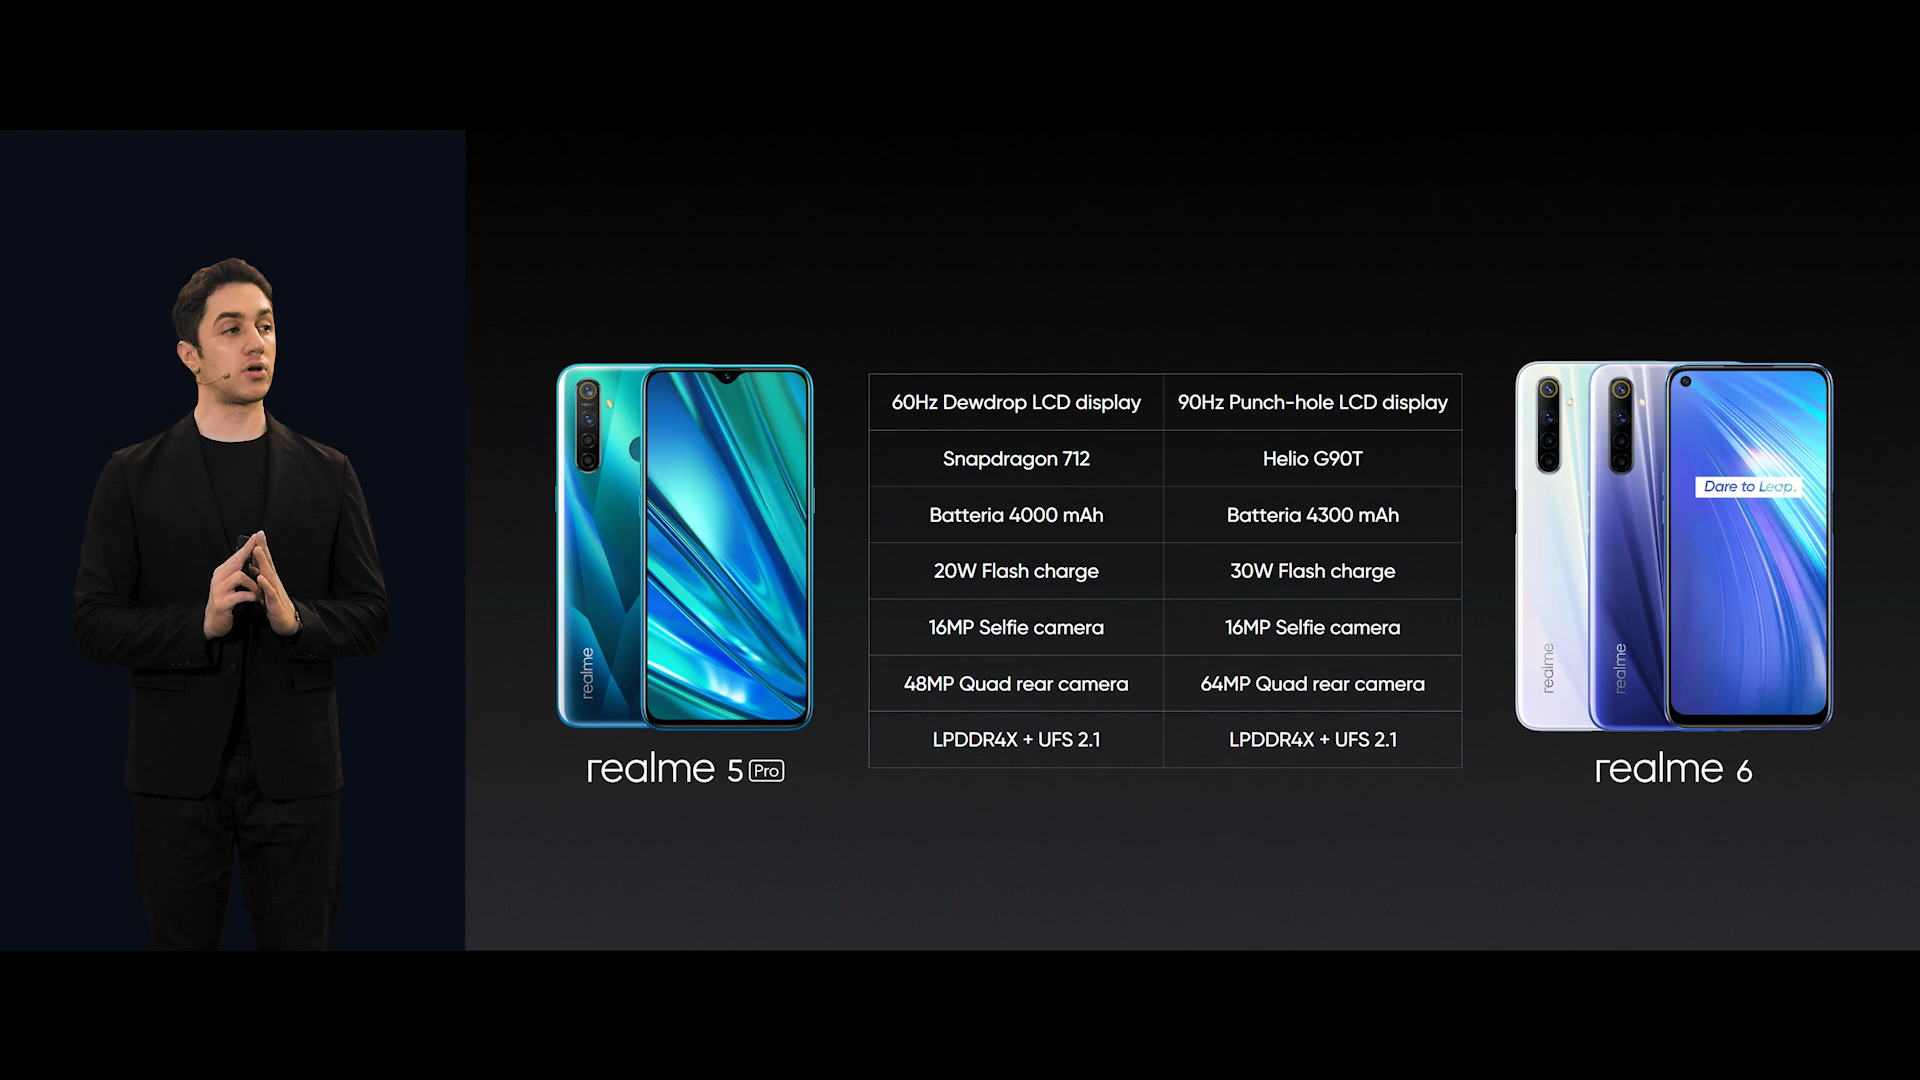 60Hz Dewdrop LCD display 90Hz Punch-hole LCD display
Snapdragon 712 Helio G90T
Batteria 4000 mAh Batteria 4300 mAh
20W Flash charge 30W Flash charge
16MP Selfie camera 16MP Selfie camera
48MP Quad rear camera 64MP Quad rear camera
LPDDR4X + UFS 2.1 LPDDR4X + UFS 2.1
realme
realme 5 Pro
Dare to Leap.
realme
realme
realme 6